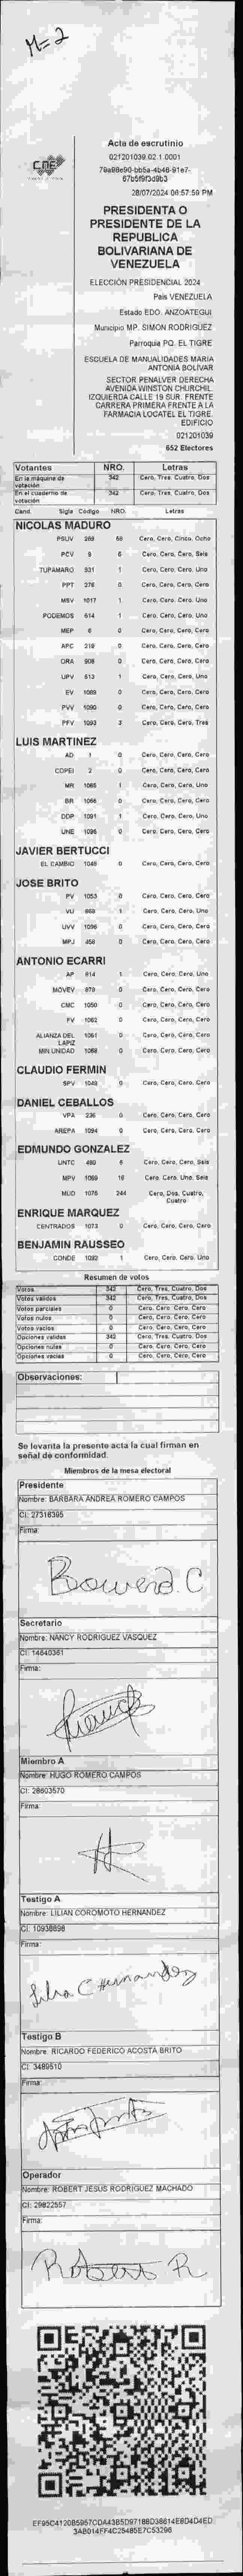 M=2
Acta de escrutinio
021201039.02.1.0001
28/07/2024 06:57:59 PM
CNE
PRESIDENTA O
PRESIDENTE DE LA
REPUBLICA
BOLIVARIANA DE
VENEZUELA
ELECCIÓN PRESIDENCIAL 2024
Pais VENEZUELA
Estado EDO. ANZOATEGUI
Municipio MP. SIMON RODRIGUEZ
Parroquia PQ. EL TIGRE
ESCUELA DE MANUALIDADES MARIA
ANTONIA BOLIVAR
SECTOR PENALVER DERECHA
AVENIDA WINSTON CHURCHIL.
IZQUIERDA CALLE 19 SUR. FRENTE
CARRERA PRIMERA FRENTE A LA
FARMACIA LOCATEL EL TIGRE.
EDIFICIO
021201039
652 Electores
Votantes NRO. Letras
En la máquina de votación 342 Cero, Tres, Cuatro, Dos
En el cuaderno de votación 342 Cero, Tres, Cuatro, Dos
Cand. Sigla Código NRO. Letras
NICOLAS MADURO
PSUV 268 58 Cero, Cero, Cinco, Ocho
PCV 6 Cero, Cero, Cero, Seis
TUPAMARO 931 1 Cero, Cero, Cero, Uno
PPT 276 0 Cero, Cero, Cero, Cero
MSV 1017 1 Cero, Cero, Cero, Uno
PODEMOS 614 1 Cero, Cero, Cero, Uno
MEP 6 0 Cero, Cero, Cero, Cero
APC 219 0 Cero, Cero, Cero, Cero
ORA 908 0 Cero, Cero, Cero, Cero
UPV 513 1 Cero, Cero, Cero, Uno
EV 1089 0 Cero, Cero, Cero, Cero
PVV 1090 0 Cero, Cero, Cero, Cero
PFV 1093 3 Cero, Cero, Cero, Tres
LUIS MARTINEZ
AD 1 0 Cero, Cero, Cero, Cero
COPEI 2 0 Cero, Cero, Cero, Cero
MR 1065 1 Cero, Cero, Cero, Uno
BR 1066 0 Cero, Cero, Cero, Cero
DDP 1091 1 Cero, Cero, Cero, Uno
UNE 1096 0 Cero, Cero, Cero, Cero
JAVIER BERTUCCI
EL CAMBIO 1048 0 Cero, Cero, Cero, Cero
JOSE BRITO
PV 1053 0 Cero, Cero, Cero, Cero
VU 868 1 Cero, Cero, Cero, Uno
UVV 0 Cero, Cero, Cero, Cero
MPJ 458 0 Cero, Cero, Cero, Cero
ANTONIO ECARRI
AP 914 1 Cero, Cero, Cero, Uno
MOVEV 979 0 Cero, Cero, Cero, Cero
CMC 1050 0 Cero, Cero, Cero, Cero
FV 1062 0 Cero, Cero, Cero, Cero
ALIANZA DEL LAPIZ 1061 0 Cero, Cero, Cero, Cero
MIN UNIDAD 1068 0 Cero, Cero, Cero, Cero
CLAUDIO FERMIN
SPV 1049 0 Cero, Cero, Cero, Cero
DANIEL CEBALLOS
VPA 236 0 Cero, Cero, Cero, Cero
AREPA 1094 0 Cero, Cero, Cero, Cero
EDMUNDO GONZALEZ
UNTC 480 6 Cero, Cero, Cero, Seis
MPV 1069 16 Cero, Cero, Uno, Seis
MUD 1075 244 Cero, Dos, Cuatro, Cuatro
ENRIQUE MARQUEZ
CENTRADOS 1073 0 Cero, Cero, Cero, Cero
BENJAMIN RAUSSEO
CONDE 1082 1 Cero, Cero, Cero, Uno
Resumen de votos
Votos 342 Cero, Tres, Cuatro, Dos
Votos válidos 342 Cero, Tres, Cuatro, Dos
Votos parciales 0 Cero, Cero, Cero, Cero
Votos nulos 0 Cero, Cero, Cero, Cero
Votos vacios 0 Cero, Cero, Cero, Cero
Opciones validas 342 Cero, Tres, Cuatro, Dos
Opciones nulas 0 Cero, Cero, Cero, Cero
Opciones vacias 0 Cero, Cero, Cero, Cero
Observaciones:
Se levanta la presente acta la cual firman en
señal de conformidad.
Miembros de la mesa electoral
Presidente
Nombre: BARBARA ANDREA ROMERO CAMPOS
CI: 27316395
Firma:
Secretario
Nombre: NANCY RODRIGUEZ VASQUEZ
CI: 14640361
Firma:
Miembro A
Nombre: HUGO ROMERO CAMPOS
CI: 28603570
Firma:
Testigo A
Nombre: LILIAN COROMOTO HERNANDEZ
CI: 10938898
Firma:
Testigo B
Nombre: RICARDO FEDERICO ACOSTA BRITO
CI: 3489510
Firma:
Operador
Nombre: ROBERT JESUS RODRIGUEZ MACHADO
CI: 29822557
Firma:
Robert R